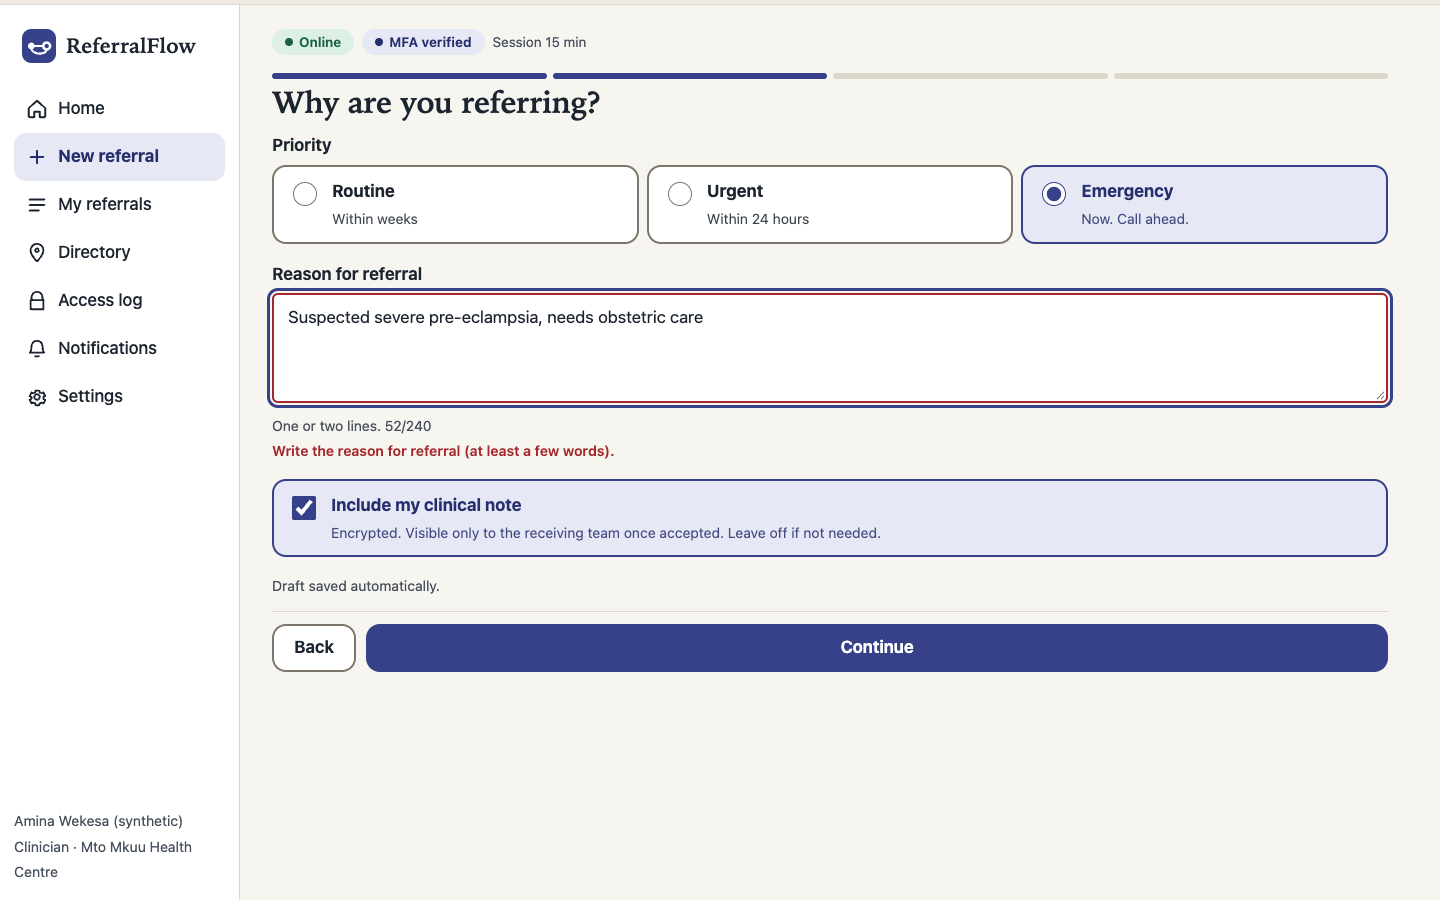 ReferralFlow
Home
New referral
My referrals
Directory
Access log
Notifications
Settings
Amina Wekesa (synthetic)
Clinician · Mto Mkuu Health
Centre
Online
MFA verified
Session 15 min
Why are you referring?
Priority
Routine
Within weeks
Urgent
Within 24 hours
Emergency
Now. Call ahead.
Reason for referral
Suspected severe pre-eclampsia, needs obstetric care
One or two lines. 52/240
Write the reason for referral (at least a few words).
Include my clinical note
Encrypted. Visible only to the receiving team once accepted. Leave off if not needed.
Draft saved automatically.
Back
Continue